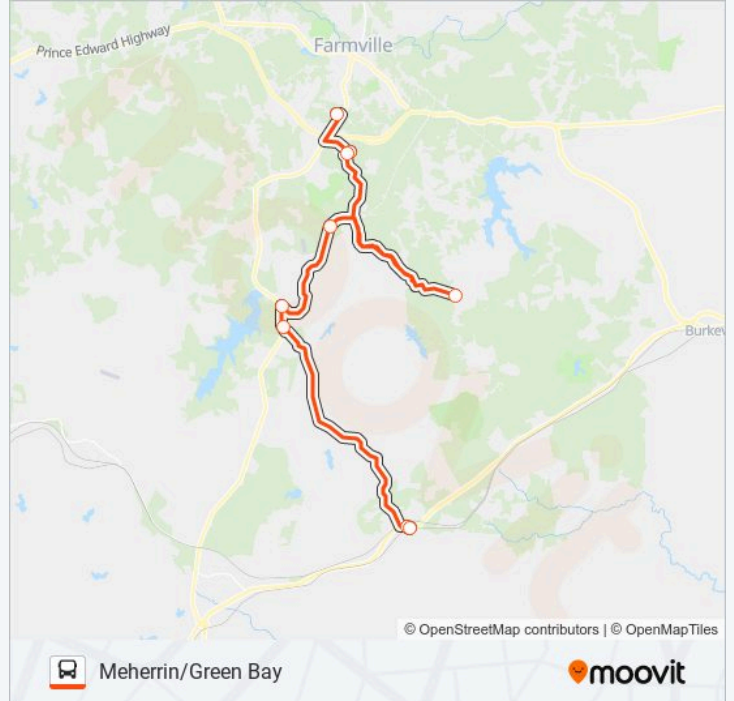 Farmville
Prince Edward Highway
Burkev
© OpenStreetMap contributors | © OpenMapTiles
Meherrin/Green Bay
moovit